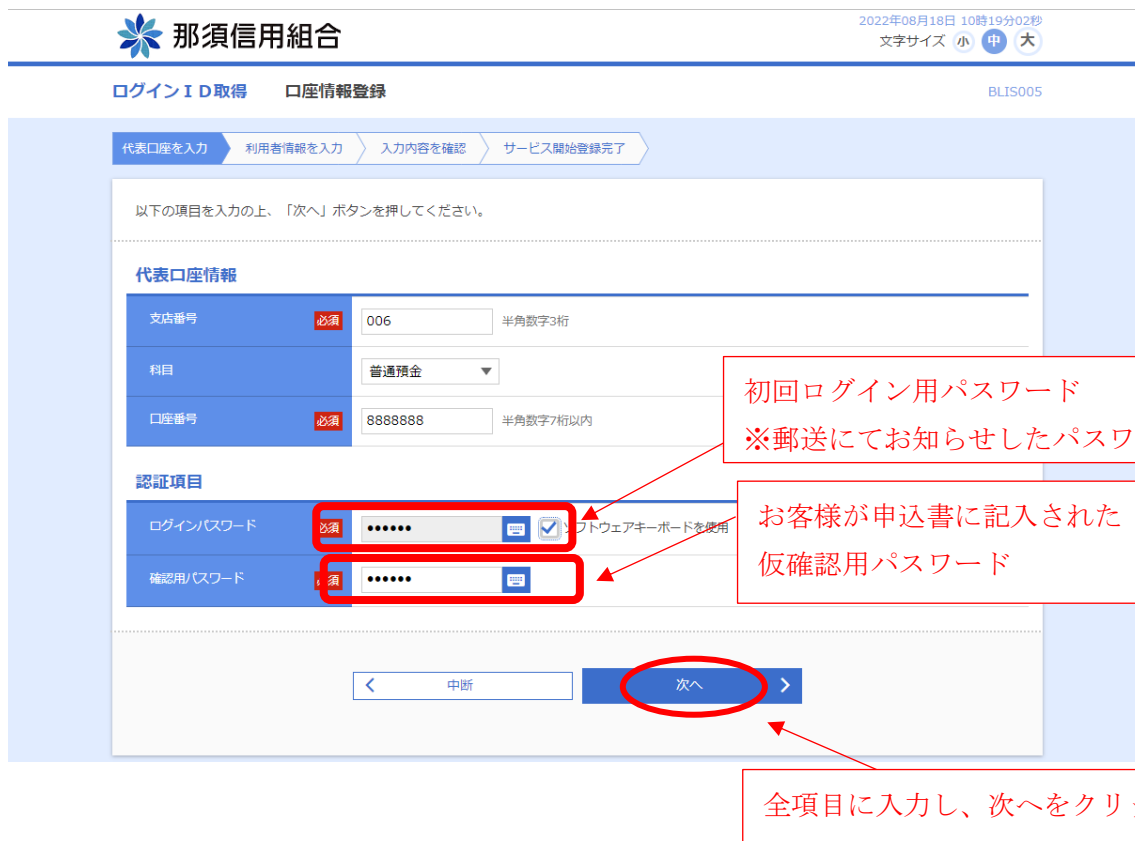 那須信用組合
2022年08月18日 10時19分02秒
文字サイズ 小 中 大
ログインＩＤ取得 口座情報登録
BLIS005
代表口座を入力 利用者情報を入力 入力内容を確認 サービス開始登録完了
以下の項目を入力の上、「次へ」ボタンを押してください。
代表口座情報
支店番号 必須 006 半角数字3桁
科目 普通預金
口座番号 必須 8888888 半角数字7桁以内
初回ログイン用パスワード
※郵送にてお知らせしたパスワ
認証項目
ログインパスワード 必須 •••••• ソフトウェアキーボードを使用
確認用パスワード 必須 ••••••
お客様が申込書に記入された
仮確認用パスワード
中断 次へ
全項目に入力し、次へをクリ